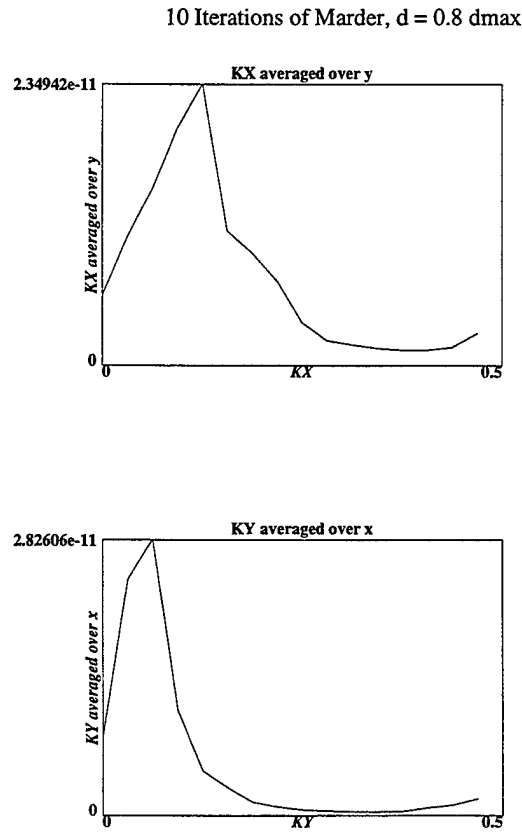 10 Iterations of Marder, d = 0.8 dmax
KX averaged over y
2.34942e-11
KX averaged over y
0
0
KX
0.5
KY averaged over x
2.82606e-11
KY averaged over x
0
0
KY
0.5